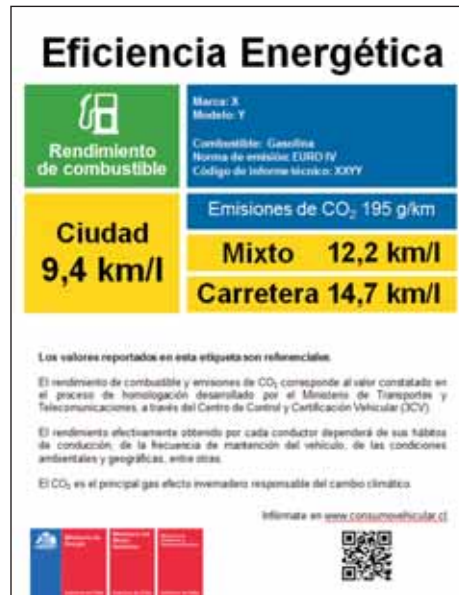 Eficiencia Energética
Rendimiento
de combustible
Marca: X
Modelo: Y
Combustible: Gasolina
Norma de emisión: EURO IV
Código de informe técnico: XXYY
Ciudad
9,4 km/l
Emisiones de CO₂ 195 g/km
Mixto 12,2 km/l
Carretera 14,7 km/l
Los valores reportados en esta etiqueta son referenciales
El rendimiento de combustible y emisiones de CO₂ corresponde al valor constatado en
el proceso de homologación desarrollado por el Ministerio de Transportes y
Telecomunicaciones, a través del Centro de Control y Certificación Vehicular (3CV).
El rendimiento efectivamente obtenido por cada conductor dependerá de sus hábitos
de conducción, de la frecuencia de mantención del vehículo, de las condiciones
ambientales y geográficas, entre otras.
El CO₂ es el principal gas efecto invernadero responsable del cambio climático.
Infórmate en www.consumovehicular.cl